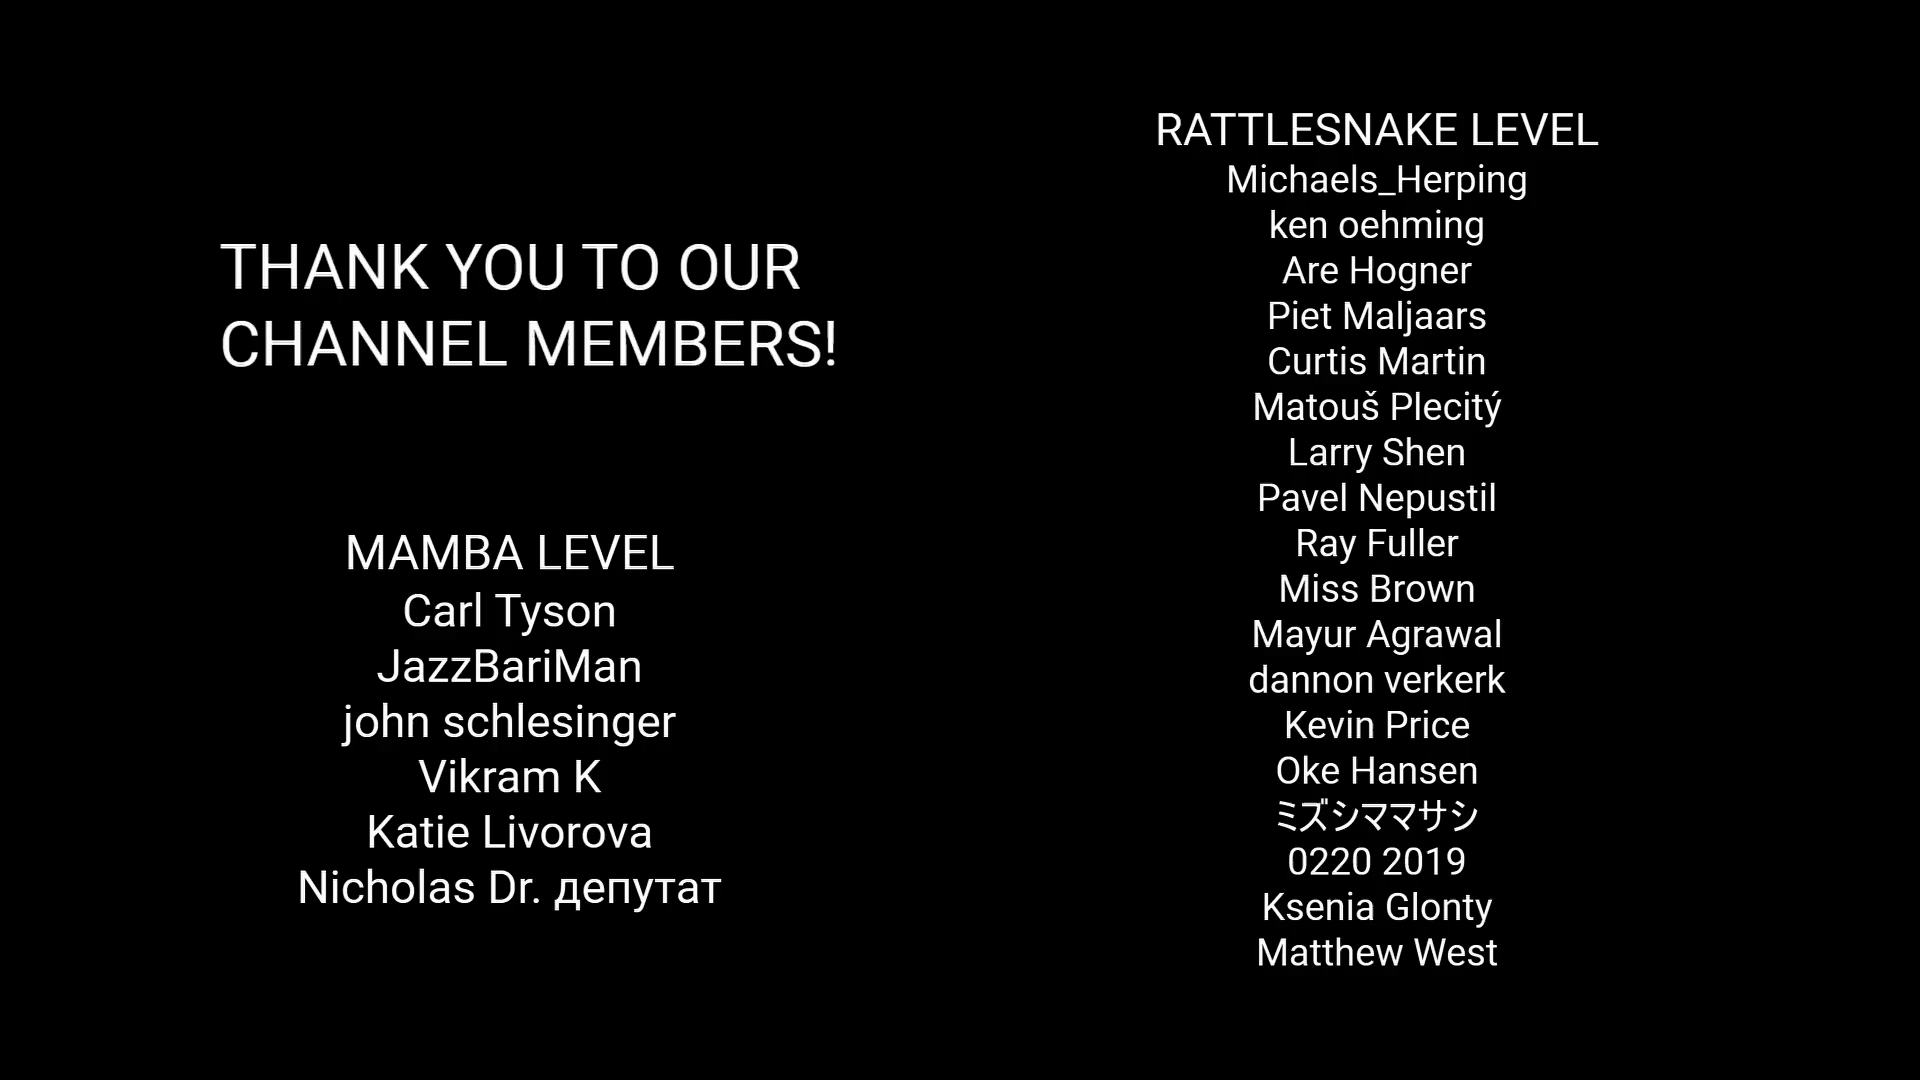 THANK YOU TO OUR
CHANNEL MEMBERS!
MAMBA LEVEL
Carl Tyson
JazzBariMan
john schlesinger
Vikram K
Katie Livorova
Nicholas Dr. депутат
RATTLESNAKE LEVEL
Michaels_Herping
ken oehming
Are Hogner
Piet Maljaars
Curtis Martin
Matouš Plecitý
Larry Shen
Pavel Nepustil
Ray Fuller
Miss Brown
Mayur Agrawal
dannon verkerk
Kevin Price
Oke Hansen
ミズシママサシ
0220 2019
Ksenia Glonty
Matthew West